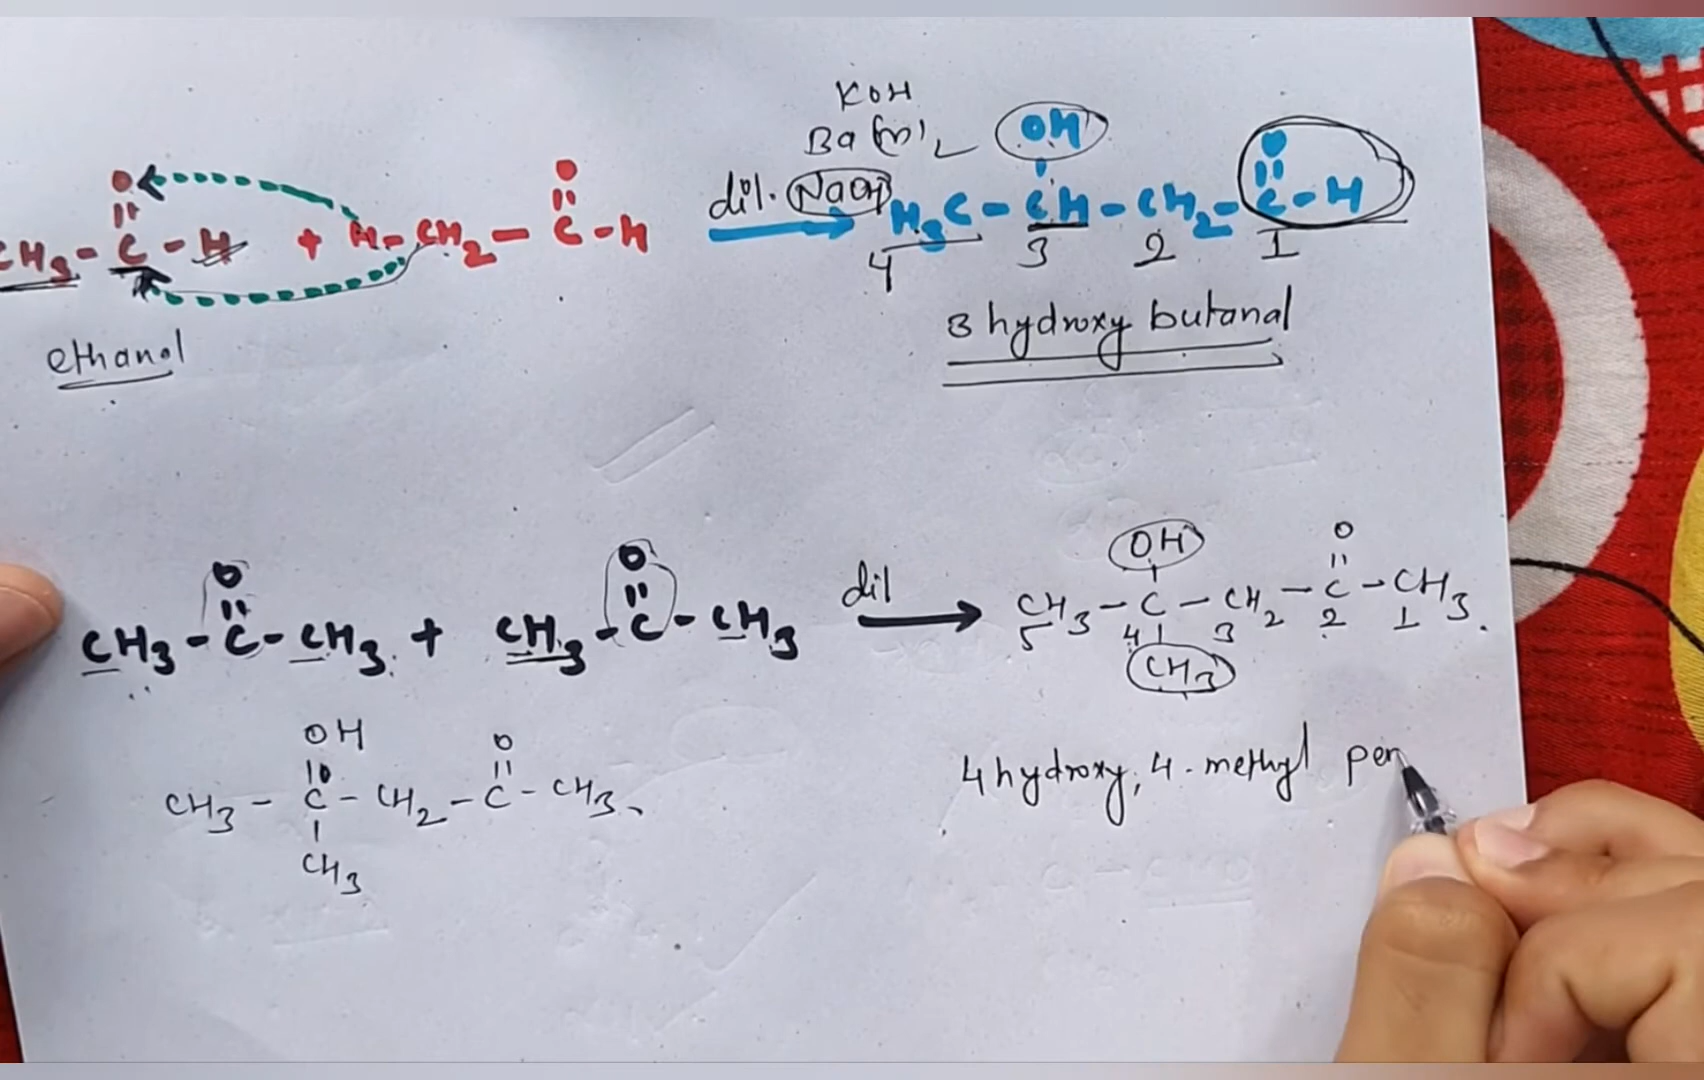 KOH
Ba(OH)2
dil. NaOH
O OH O O
|| | || ||
CH3 - C - H + H - CH2 - C - H → H3C - CH - CH2 - C - H
4 3 2 1
ethanal
3 hydroxy butanal
O O dil OH O
|| || | ||
CH3 - C - CH3 + CH3 - C - CH3 → CH3 - C - CH2 - C - CH3.
5 4 3 2 1
CH3
OH O
|| ||
CH3 - C - CH2 - C - CH3.
|
CH3
4 hydroxy, 4 - methyl pen